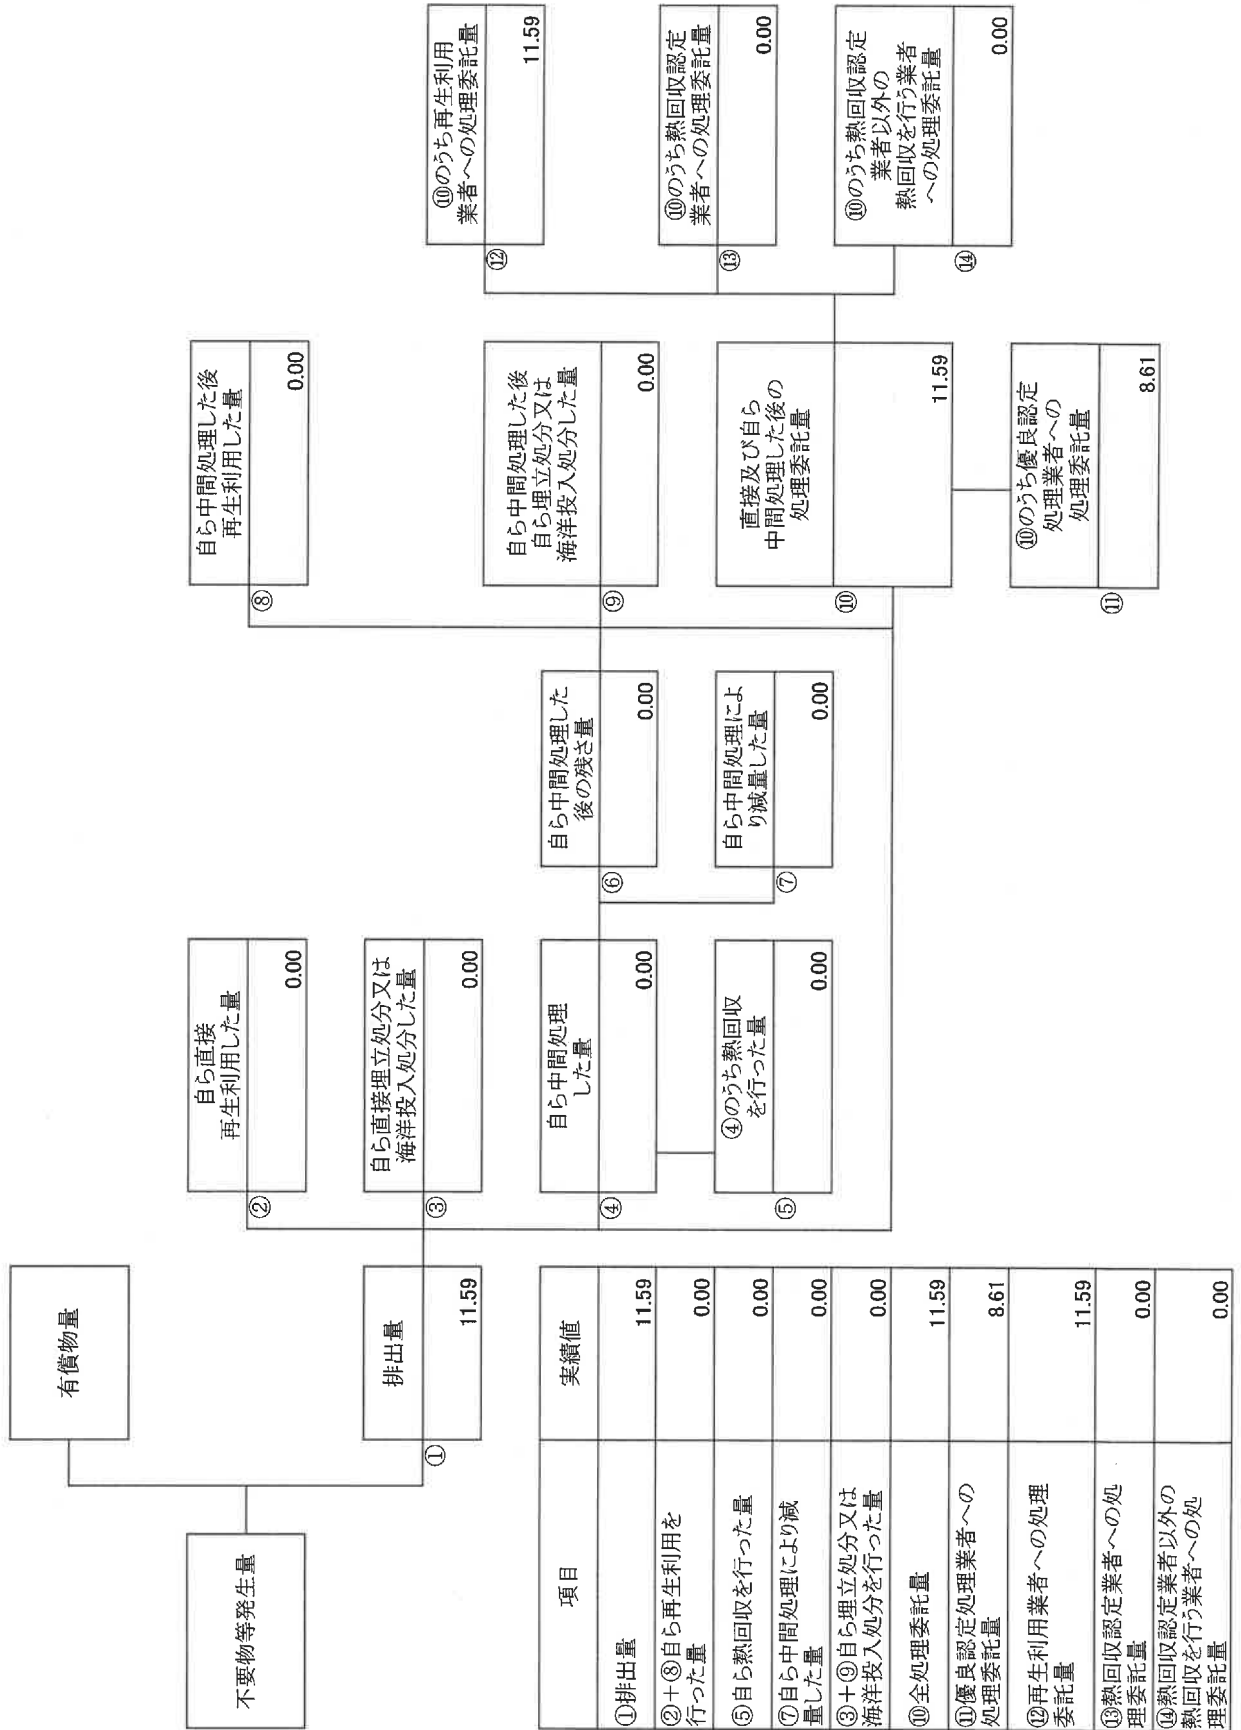 不要物等発生量
有償物量
①
排出量
11.59
②
自ら直接
再生利用した量
0.00
③
自ら直接埋立処分又は
海洋投入処分した量
0.00
④
自ら中間処理
した量
0.00
⑤
④のうち熱回収
を行った量
0.00
⑥
自ら中間処理した
後の残さ量
0.00
⑦
自ら中間処理によ
り減量した量
0.00
⑧
自ら中間処理した後
再生利用した量
0.00
⑨
自ら中間処理した後
自ら埋立処分又は
海洋投入処分した量
0.00
⑩
直接及び自ら
中間処理した後の
処理委託量
11.59
⑪
⑩のうち優良認定
処理業者への
処理委託量
8.61
⑫
⑩のうち再生利用
業者への処理委託量
11.59
⑬
⑩のうち熱回収認定
業者への処理委託量
0.00
⑭
⑩のうち熱回収認定
業者以外の
熱回収を行う業者
への処理委託量
0.00
項目
実績値
①排出量
11.59
②+⑧自ら再生利用を
行った量
0.00
⑤自ら熱回収を行った量
0.00
⑦自ら中間処理により減
量した量
0.00
③+⑨自ら埋立処分又は
海洋投入処分を行った量
0.00
⑩全処理委託量
11.59
⑪優良認定処理業者への
処理委託量
8.61
⑫再生利用業者への処理
委託量
11.59
⑬熱回収認定業者への処
理委託量
0.00
⑭熱回収認定業者以外の
熱回収を行う業者への処
理委託量
0.00